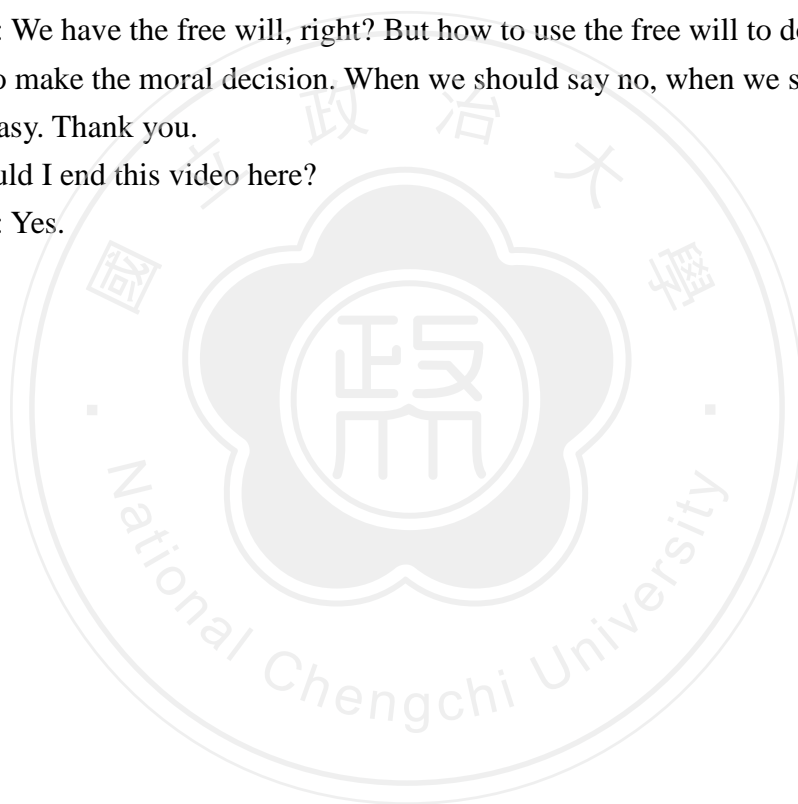 : We have the free will, right? But how to use the free will to do
o make the moral decision. When we should say no, when we s
asy. Thank you.
uld I end this video here?
: Yes.
國立政治大學
政
National Chengchi University